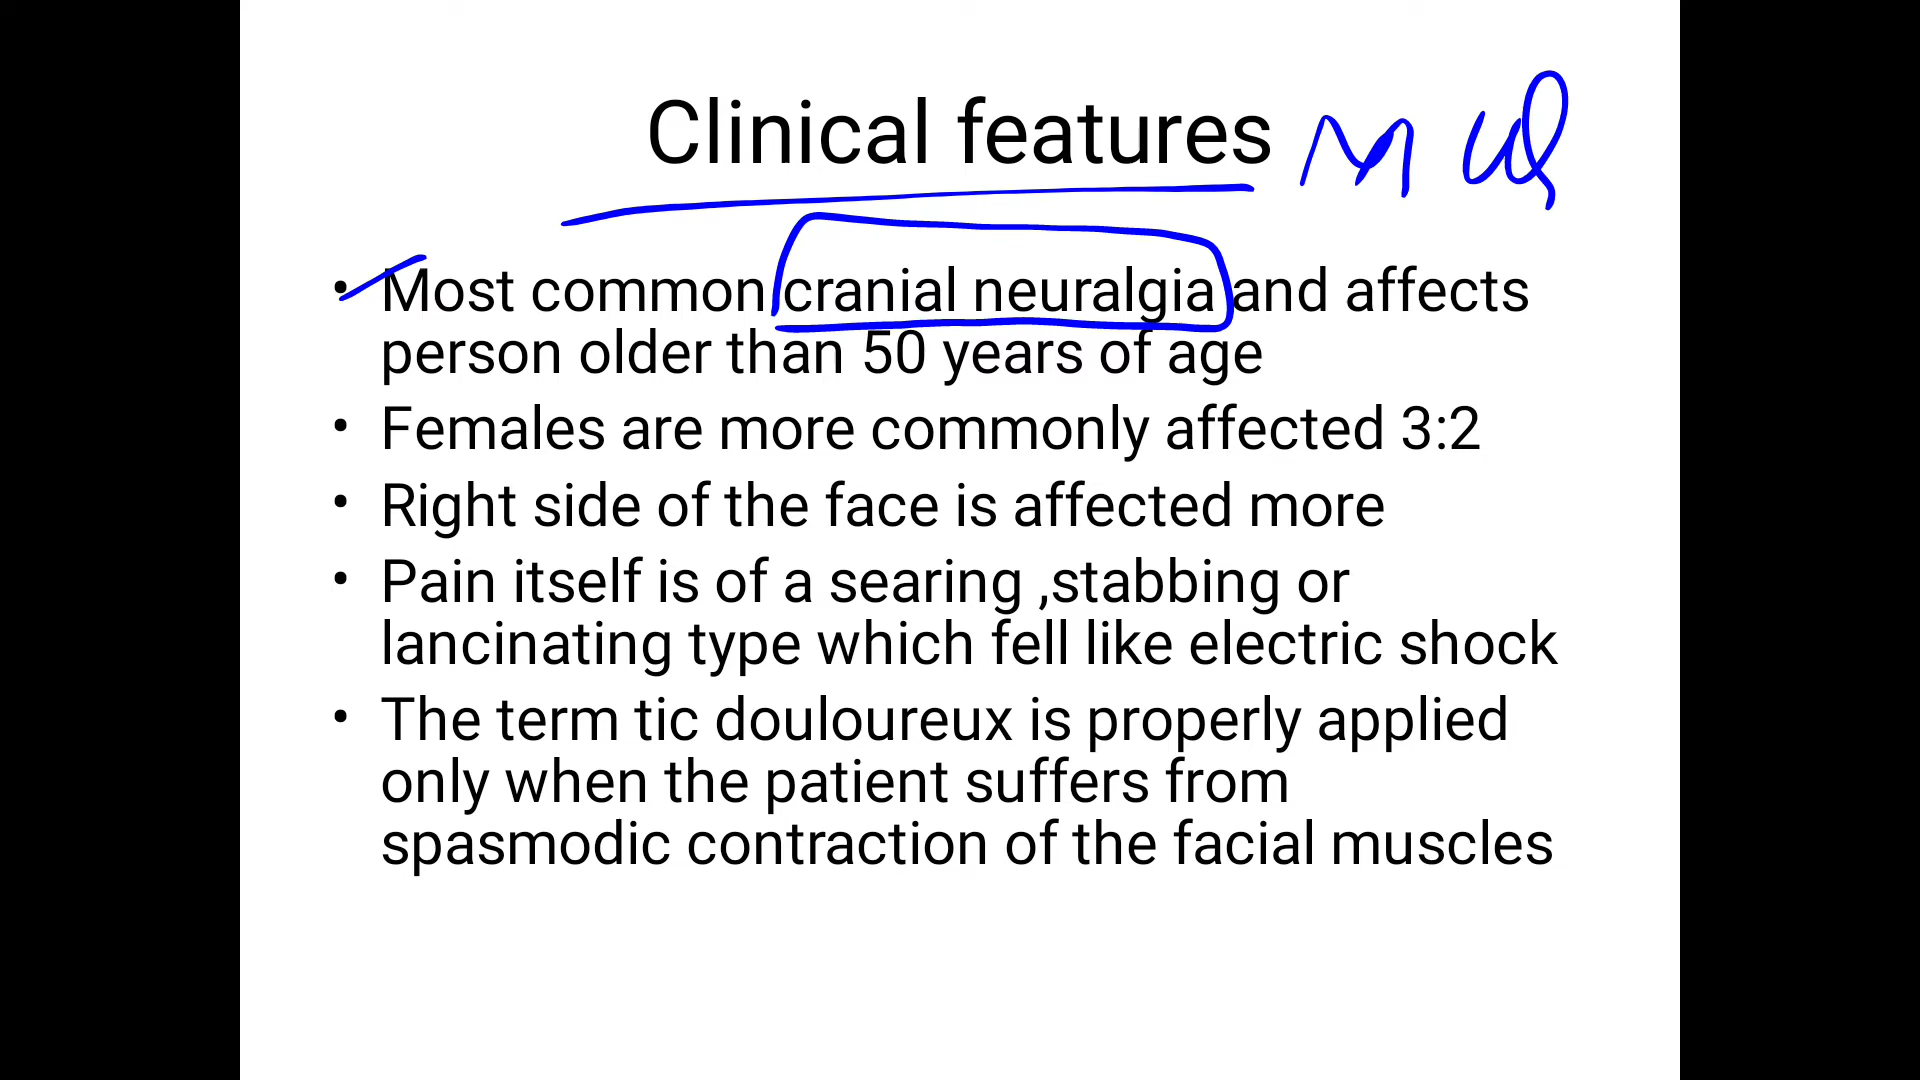 Clinical features MCQ
• Most common cranial neuralgia and affects
person older than 50 years of age
• Females are more commonly affected 3:2
• Right side of the face is affected more
• Pain itself is of a searing ,stabbing or
lancinating type which fell like electric shock
• The term tic douloureux is properly applied
only when the patient suffers from
spasmodic contraction of the facial muscles